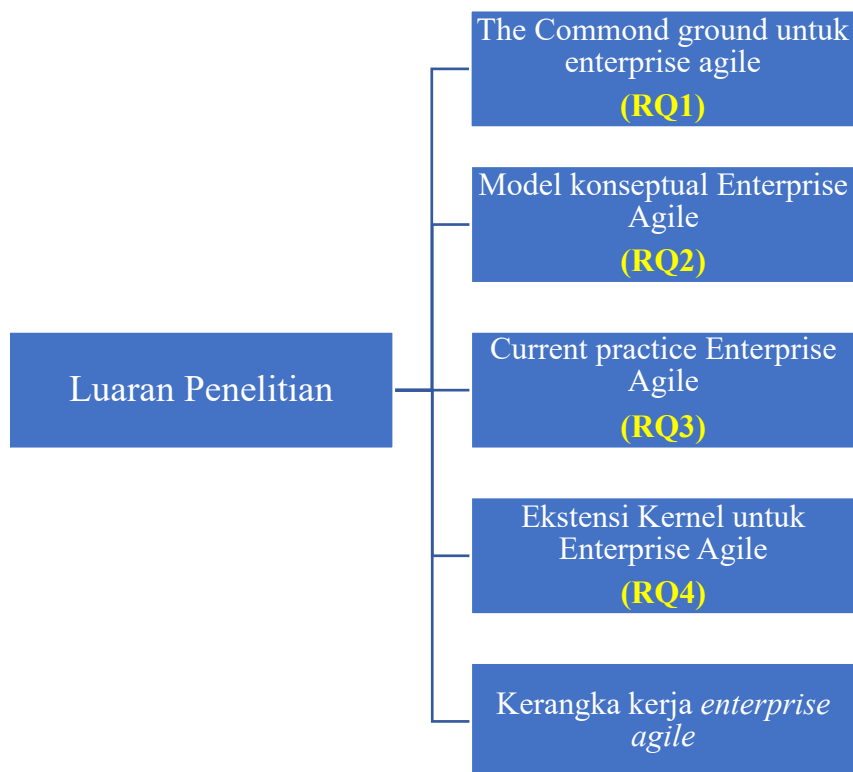 The Commond ground untuk
enterprise agile
(RQ1)
Model konseptual Enterprise
Agile
(RQ2)
Luaran Penelitian
Current practice Enterprise
Agile
(RQ3)
Ekstensi Kernel untuk
Enterprise Agile
(RQ4)
Kerangka kerja enterprise
agile